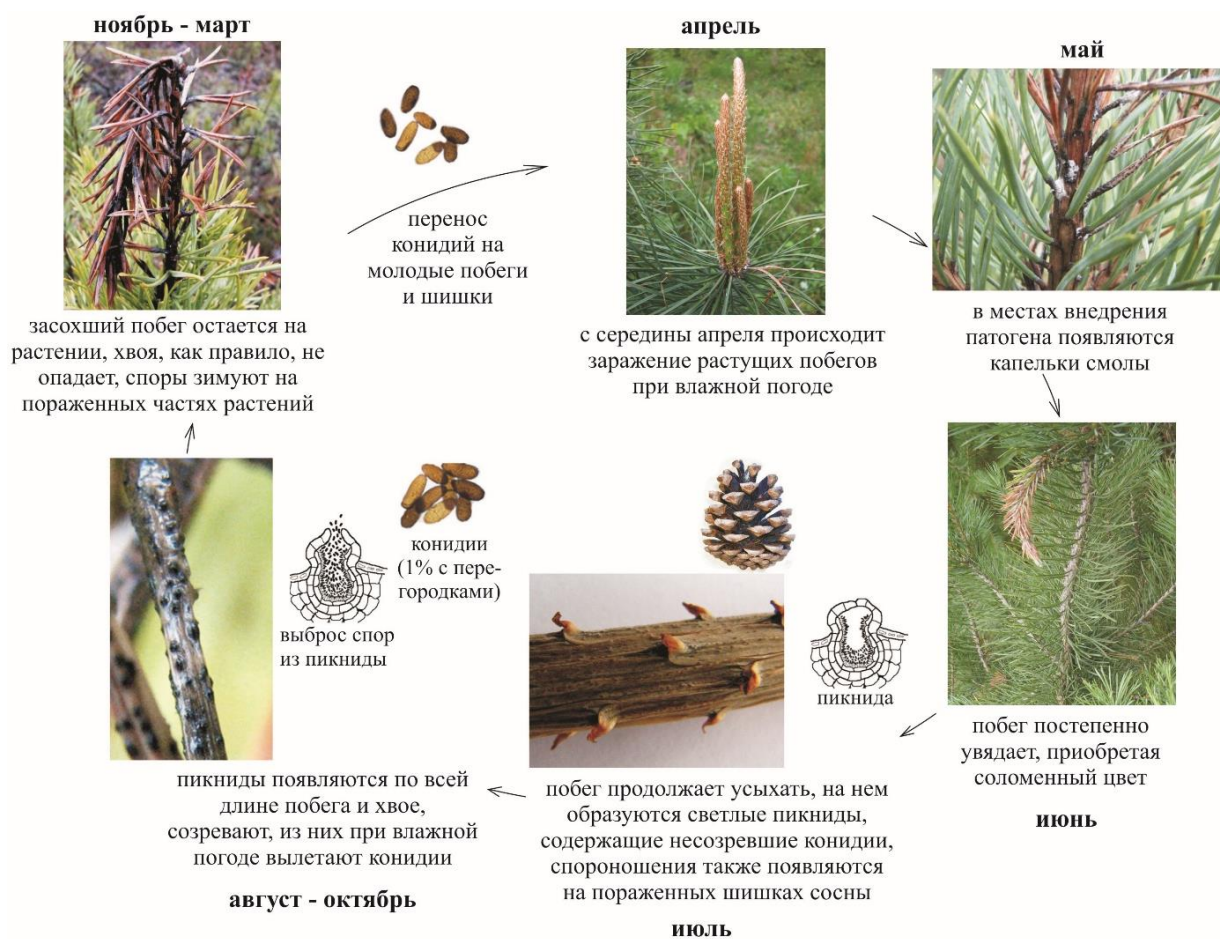 ноябрь - март
засохший побег остается на
растении, хвоя, как правило, не
опадает, споры зимуют на
пораженных частях растений
перенос
конидий на
молодые побеги
и шишки
апрель
с середины апреля происходит
заражение растущих побегов
при влажной погоде
май
в местах внедрения
патогена появляются
капельки смолы
побег постепенно
увядает, приобретая
соломенный цвет
июнь
пикнида
побег продолжает усыхать, на нем
образуются светлые пикниды,
содержащие несозревшие конидии,
спороношения также появляются
на пораженных шишках сосны
июль
конидии
(1% с пере-
городками)
выброс спор
из пикниды
пикниды появляются по всей
длине побега и хвое,
созревают, из них при влажной
погоде вылетают конидии
август - октябрь